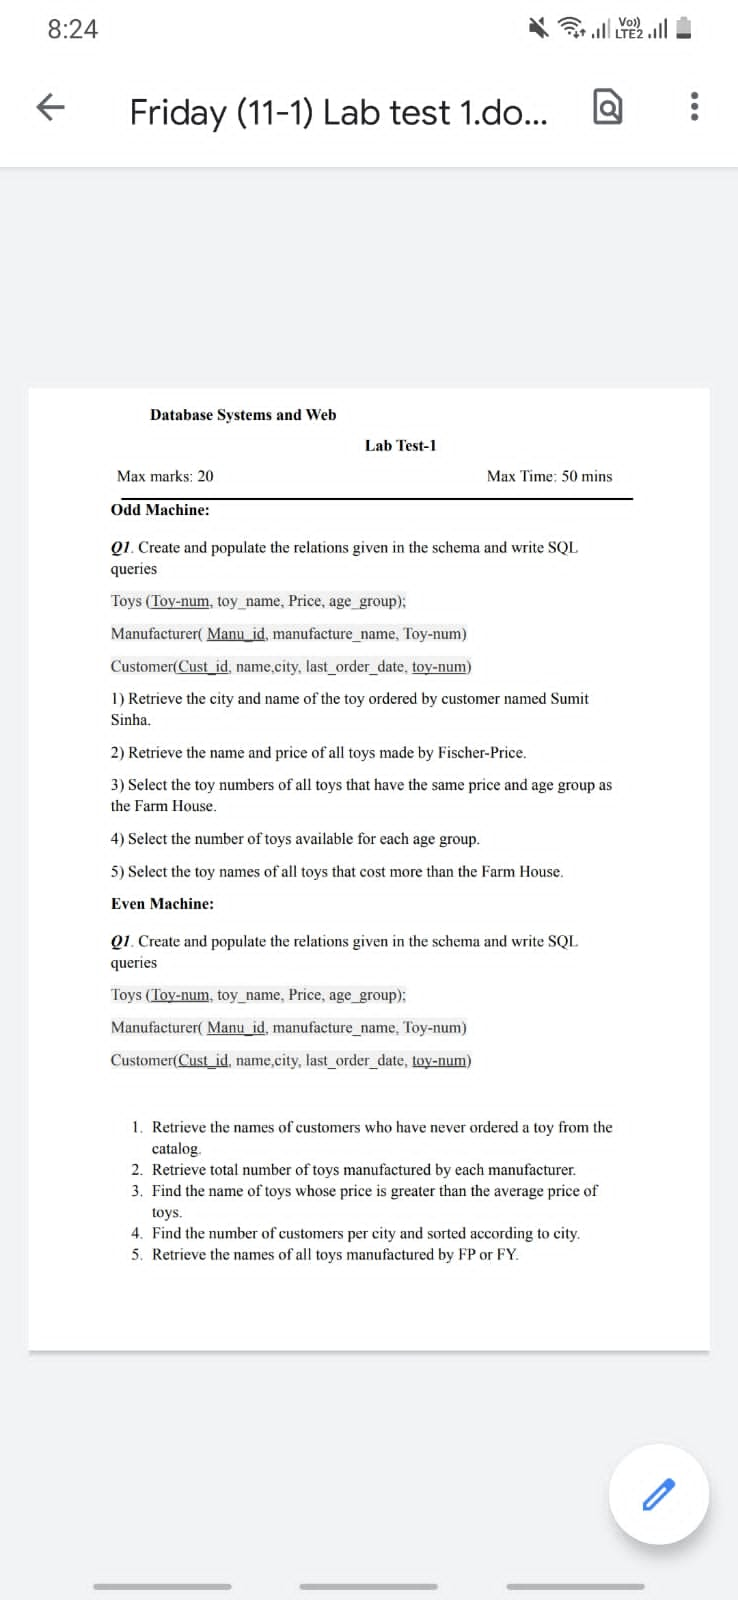 8:24
Vo)) LTE2
Friday (11-1) Lab test 1.do...
Database Systems and Web
Lab Test-1
Max marks: 20 Max Time: 50 mins
Odd Machine:
Q1. Create and populate the relations given in the schema and write SQL
queries
Toys (Toy-num, toy_name, Price, age_group);
Manufacturer( Manu_id, manufacture_name, Toy-num)
Customer(Cust_id, name,city, last_order_date, toy-num)
1) Retrieve the city and name of the toy ordered by customer named Sumit
Sinha.
2) Retrieve the name and price of all toys made by Fischer-Price.
3) Select the toy numbers of all toys that have the same price and age group as
the Farm House.
4) Select the number of toys available for each age group.
5) Select the toy names of all toys that cost more than the Farm House.
Even Machine:
Q1. Create and populate the relations given in the schema and write SQL
queries
Toys (Toy-num, toy_name, Price, age_group);
Manufacturer( Manu_id, manufacture_name, Toy-num)
Customer(Cust_id, name,city, last_order_date, toy-num)
1. Retrieve the names of customers who have never ordered a toy from the
catalog.
2. Retrieve total number of toys manufactured by each manufacturer.
3. Find the name of toys whose price is greater than the average price of
toys.
4. Find the number of customers per city and sorted according to city.
5. Retrieve the names of all toys manufactured by FP or FY.